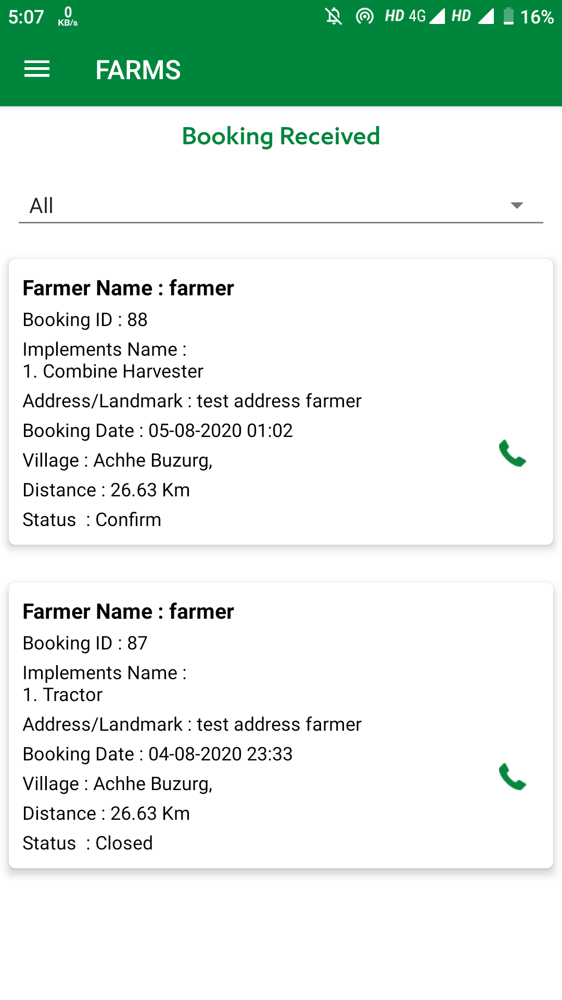 5:07 0 KB/s HD 4G HD 16%
FARMS
Booking Received
All
Farmer Name : farmer
Booking ID : 88
Implements Name :
1. Combine Harvester
Address/Landmark : test address farmer
Booking Date : 05-08-2020 01:02
Village : Achhe Buzurg,
Distance : 26.63 Km
Status  : Confirm
Farmer Name : farmer
Booking ID : 87
Implements Name :
1. Tractor
Address/Landmark : test address farmer
Booking Date : 04-08-2020 23:33
Village : Achhe Buzurg,
Distance : 26.63 Km
Status  : Closed